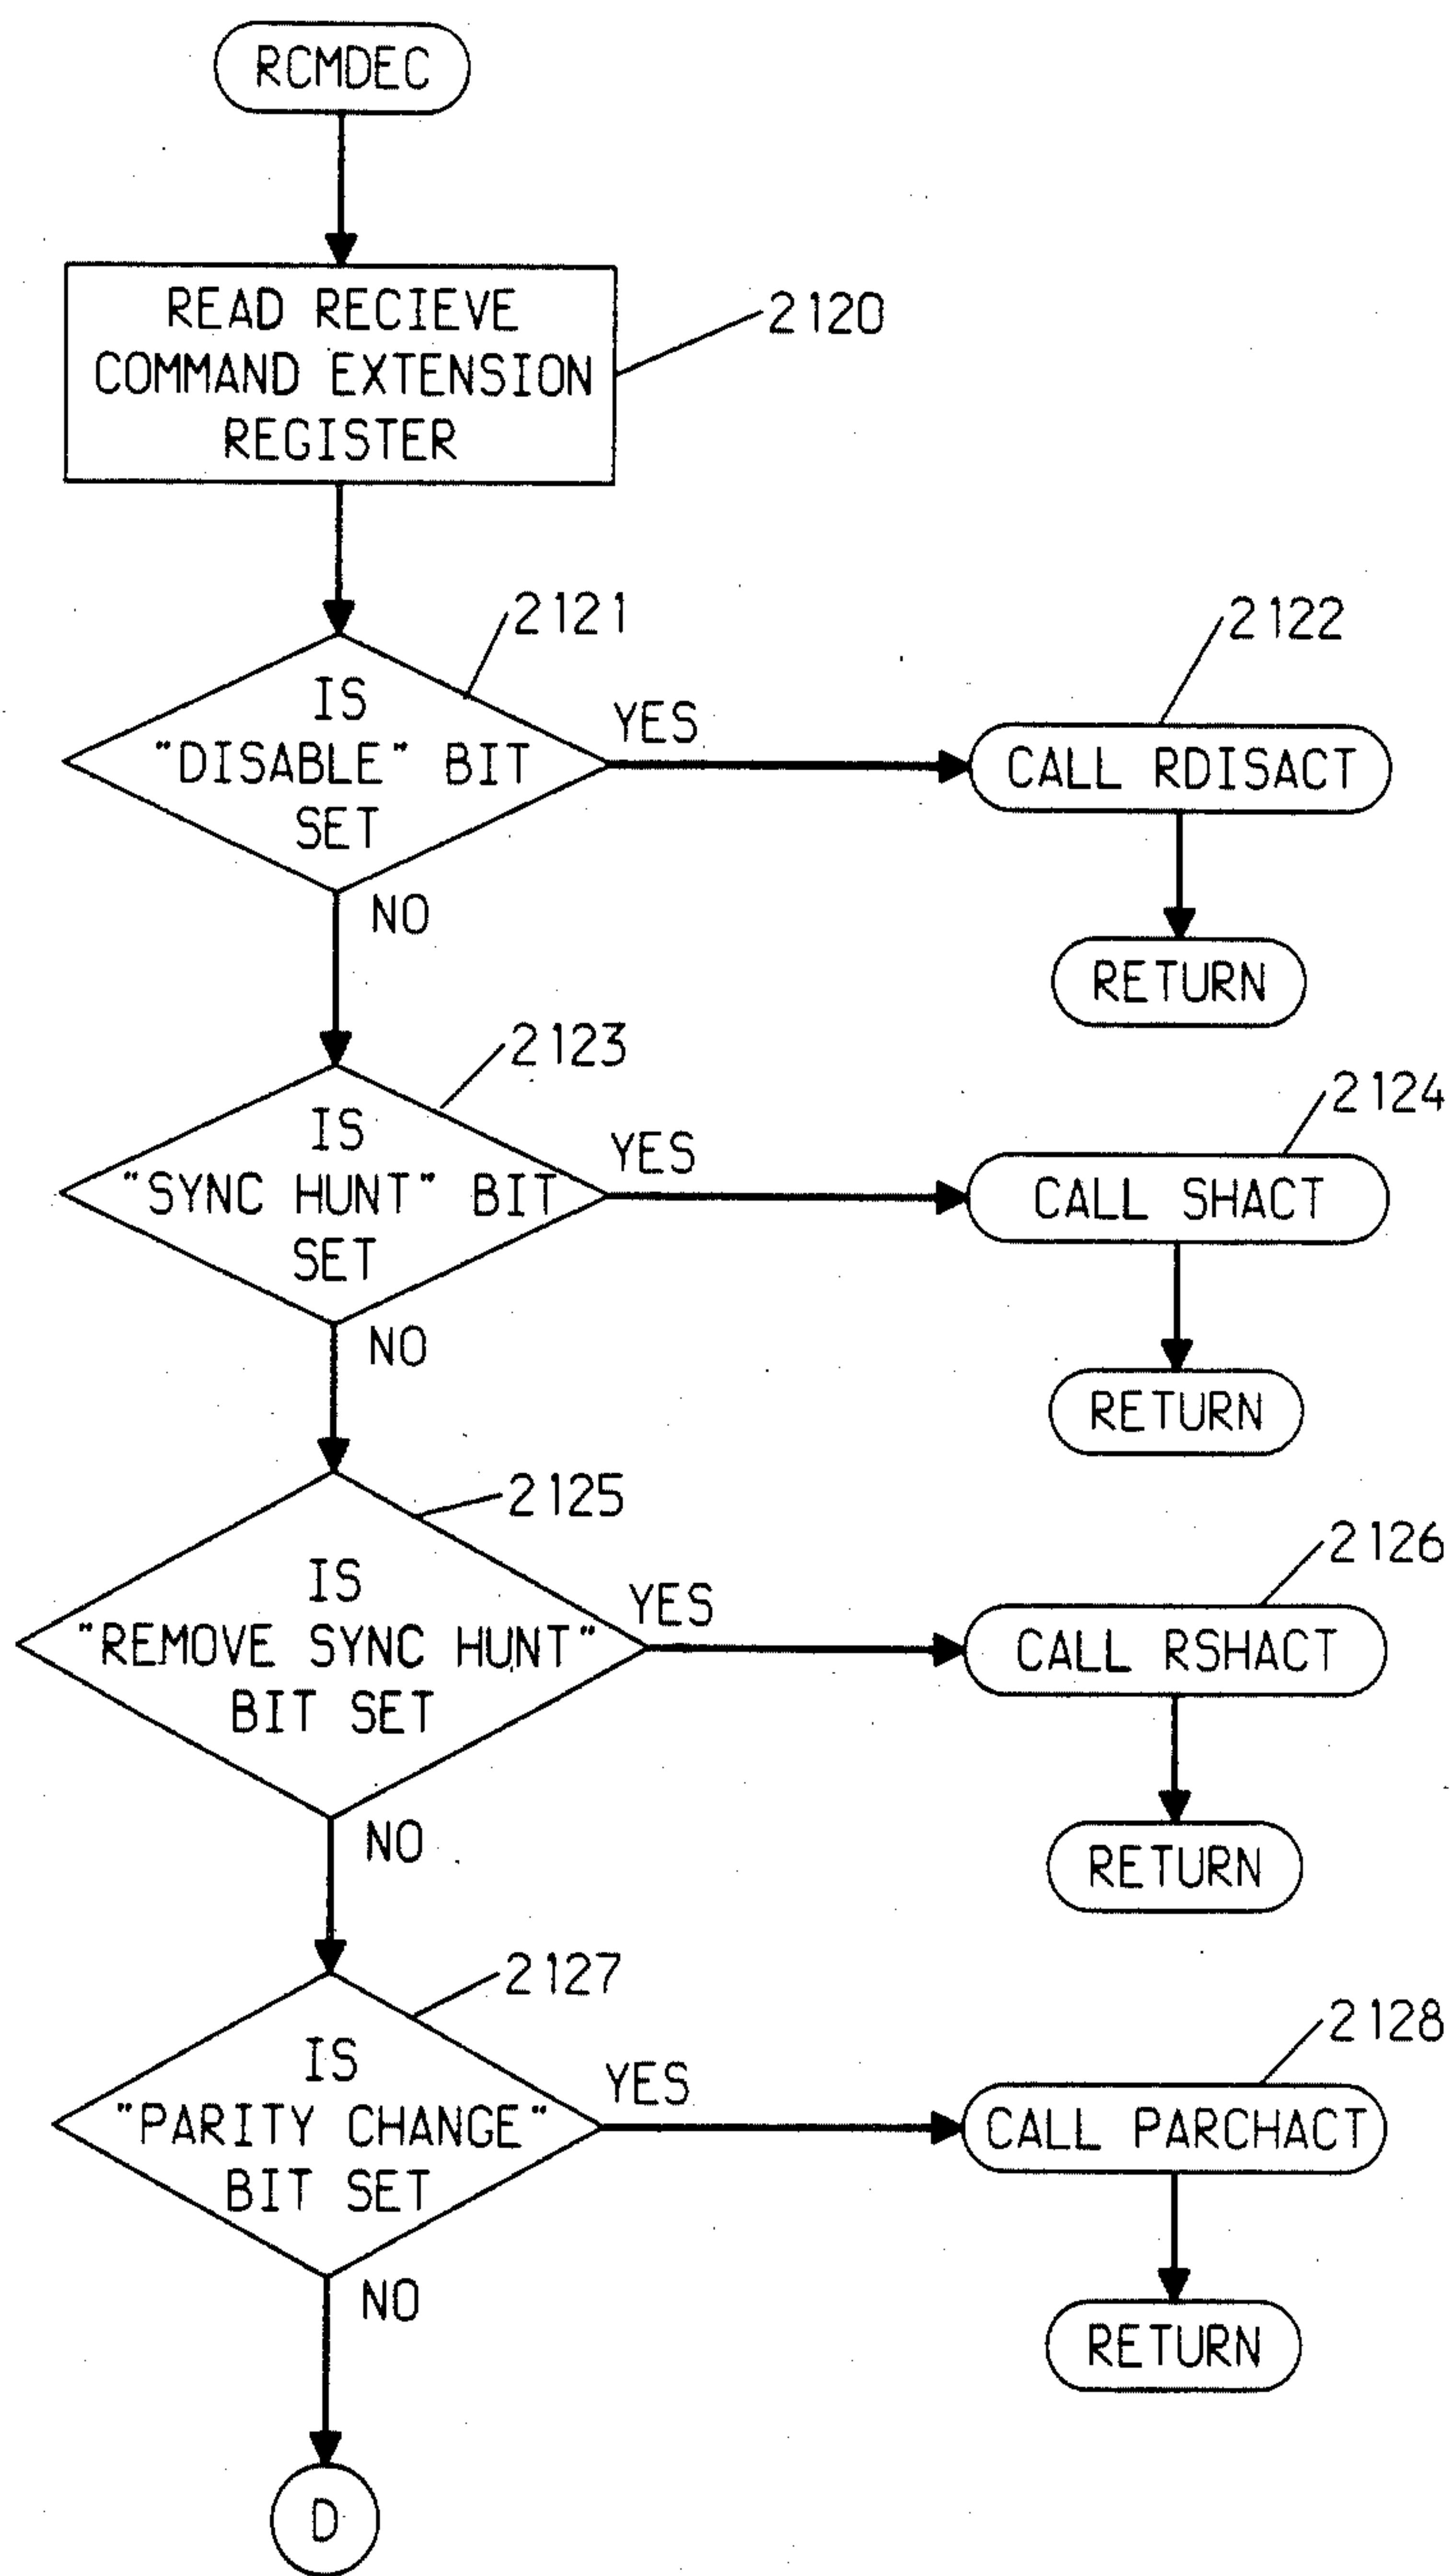 RCMDEC
READ RECIEVE
COMMAND EXTENSION
REGISTER
2120
IS
"DISABLE" BIT
SET
2121
YES
2122
CALL RDISACT
RETURN
NO
IS
"SYNC HUNT" BIT
SET
2123
YES
2124
CALL SHACT
RETURN
NO
IS
"REMOVE SYNC HUNT"
BIT SET
2125
YES
2126
CALL RSHACT
RETURN
NO
IS
"PARITY CHANGE"
BIT SET
2127
YES
2128
CALL PARCHACT
RETURN
NO
D